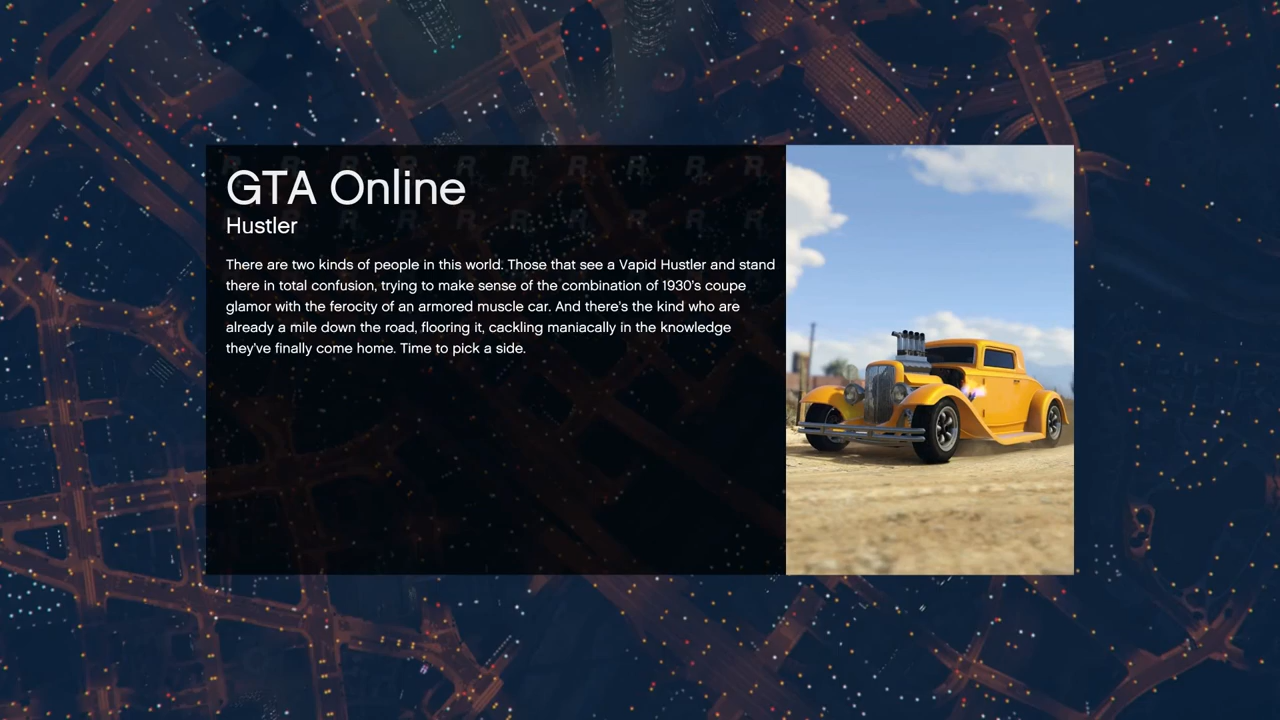 GTA Online
Hustler
There are two kinds of people in this world. Those that see a Vapid Hustler and stand
there in total confusion, trying to make sense of the combination of 1930's coupe
glamor with the ferocity of an armored muscle car. And there's the kind who are
already a mile down the road, flooring it, cackling maniacally in the knowledge
they've finally come home. Time to pick a side.